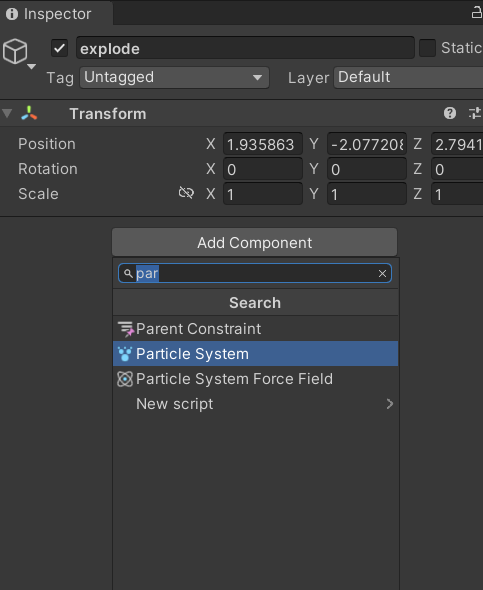 Inspector
explode Static
Tag Untagged Layer Default
Transform
Position X 1.935863 Y -2.077208 Z 2.7941
Rotation X 0 Y 0 Z 0
Scale X 1 Y 1 Z 1
Add Component
par
Search
Parent Constraint
Particle System
Particle System Force Field
New script